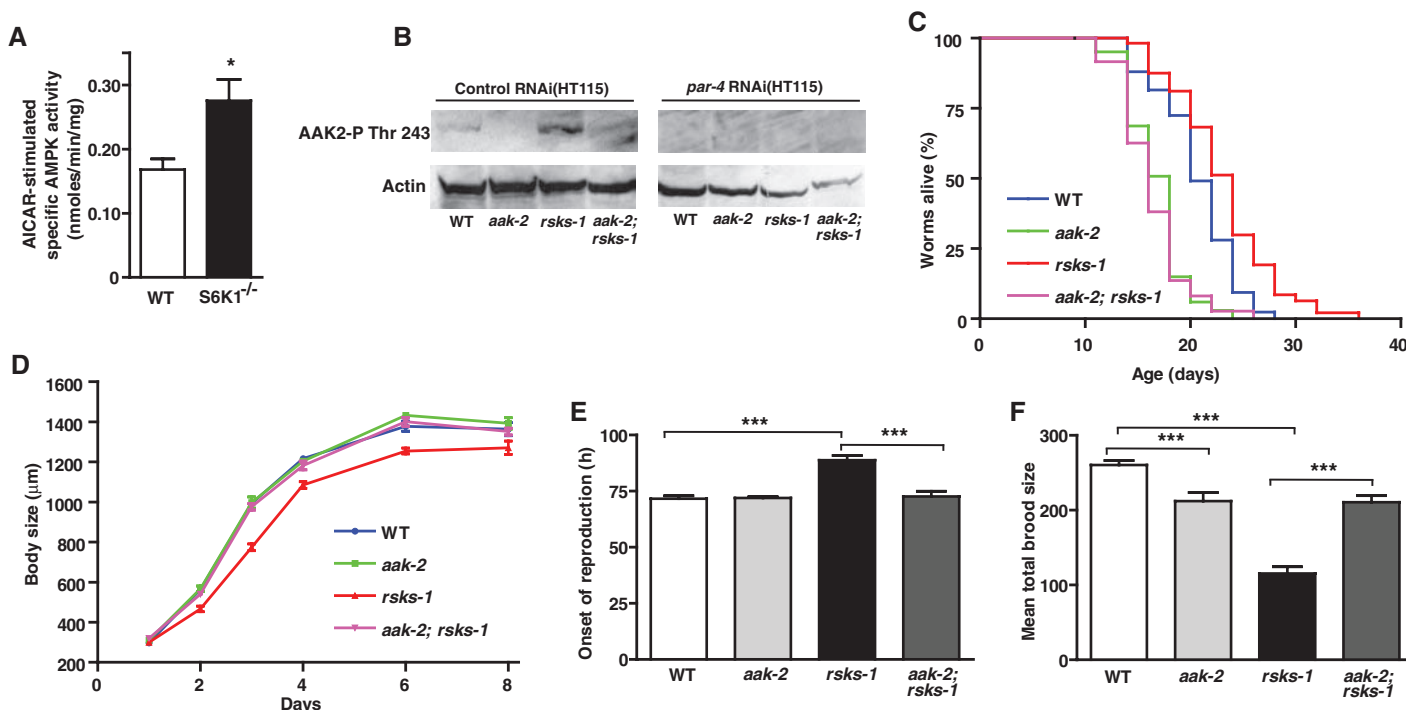 A
AICAR-stimulated
specific AMPK activity
(nmoles/min/mg)
0.30
0.20
0.10
0
*
WT
S6K1-/-
B
Control RNAi(HT115)
par-4 RNAi(HT115)
AAK2-P Thr 243
Actin
WT
aak-2
rsks-1
aak-2;
rsks-1
WT
aak-2
rsks-1
aak-2;
rsks-1
C
Worms alive (%)
100
75
50
25
0
WT
aak-2
rsks-1
aak-2; rsks-1
0
10
20
30
40
Age (days)
D
Body size (μm)
1600
1400
1200
1000
800
600
400
200
WT
aak-2
rsks-1
aak-2; rsks-1
0
2
4
6
8
Days
E
Onset of reproduction (h)
100
75
50
25
0
***
***
WT
aak-2
rsks-1
aak-2;
rsks-1
F
Mean total brood size
300
200
100
0
***
***
***
WT
aak-2
rsks-1
aak-2;
rsks-1